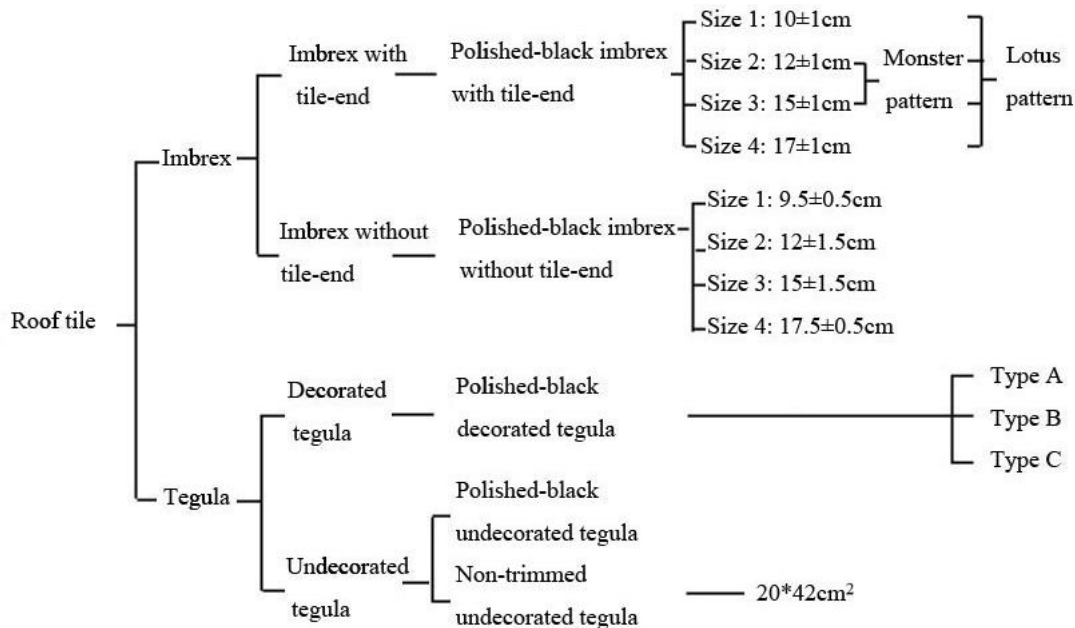 Roof tile
Imbrex
Imbrex with
tile-end
Polished-black imbrex
with tile-end
Size 1: 10±1cm
Size 2: 12±1cm
Size 3: 15±1cm
Size 4: 17±1cm
Monster
pattern
Lotus
pattern
Imbrex without
tile-end
Polished-black imbrex
without tile-end
Size 1: 9.5±0.5cm
Size 2: 12±1.5cm
Size 3: 15±1.5cm
Size 4: 17.5±0.5cm
Tegula
Decorated
tegula
Polished-black
decorated tegula
Type A
Type B
Type C
Undecorated
tegula
Polished-black
undecorated tegula
Non-trimmed
undecorated tegula
20*42cm²